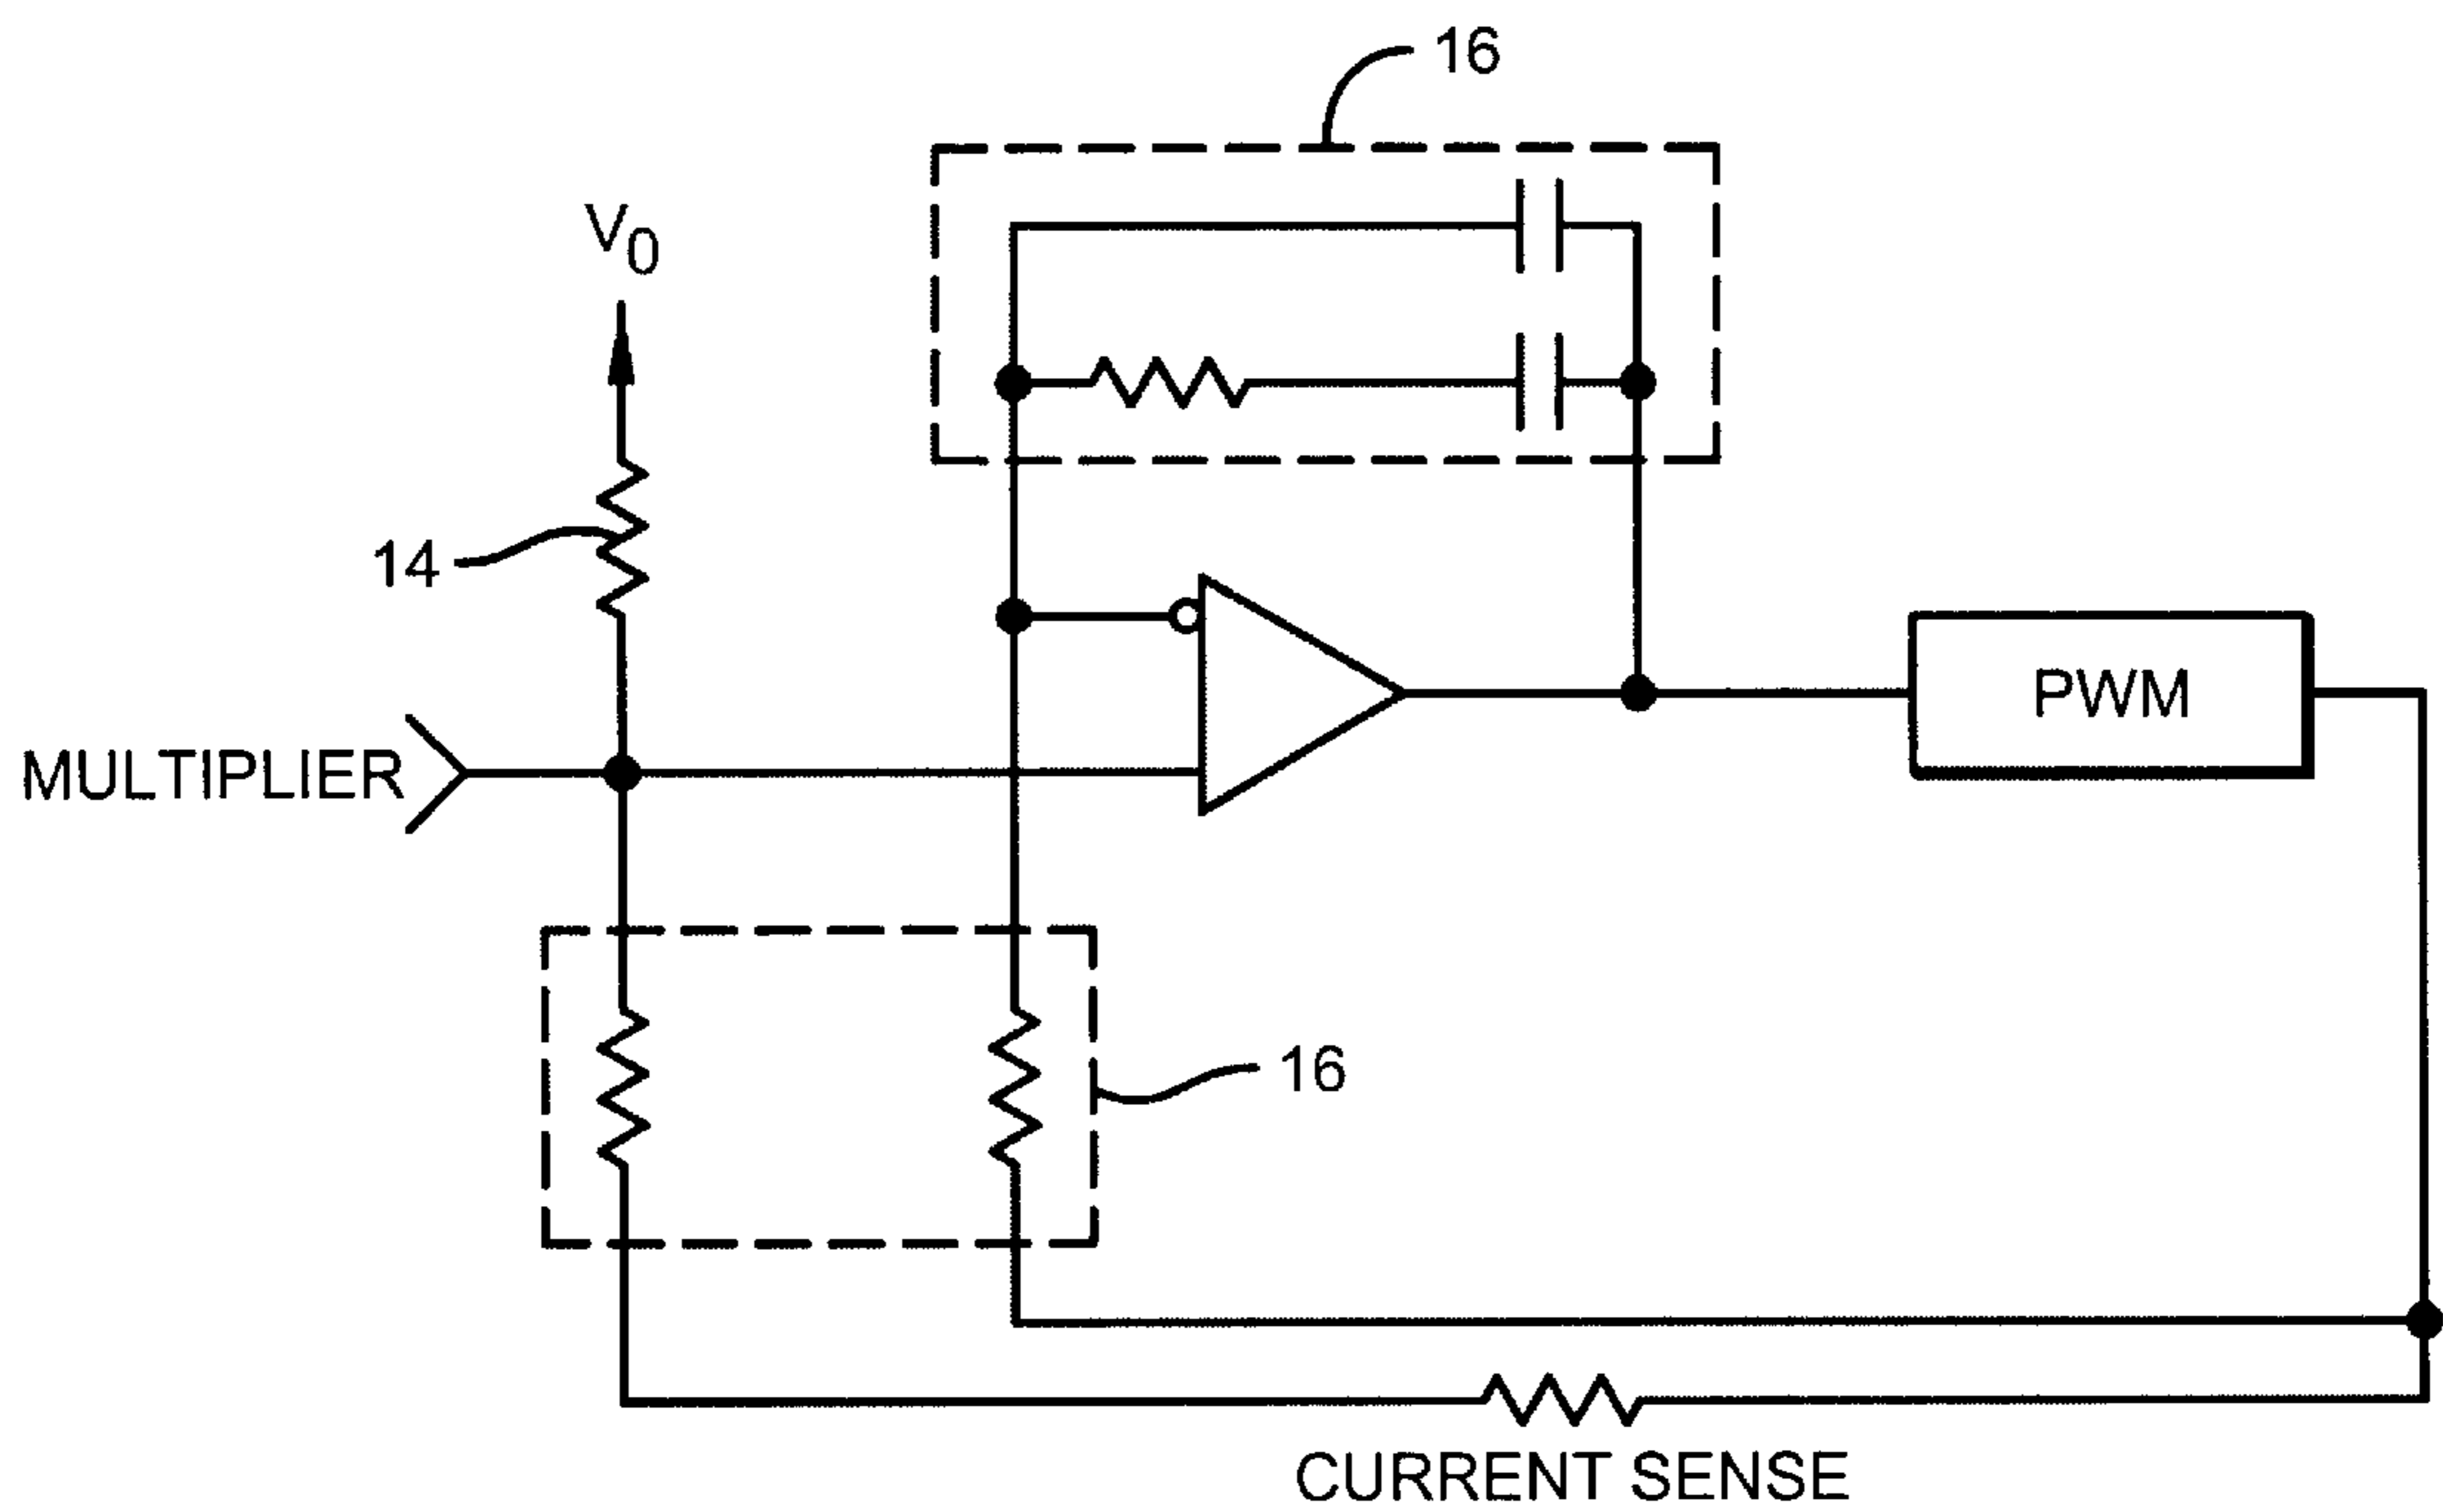 16
V0
14
PWM
MULTIPLIER
16
CURRENT SENSE